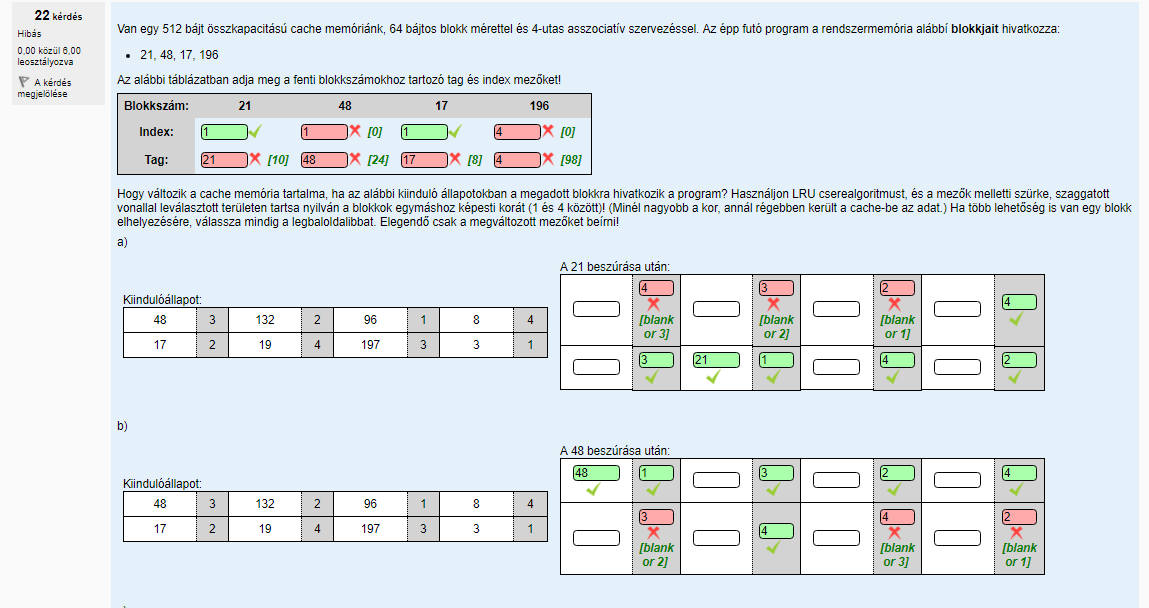 22 kérdés
Hibás
0,00 közül 6,00
leosztályozva
A kérdés
megjelölése
Van egy 512 bájt összkapacitású cache memóriánk, 64 bájtos blokk mérettel és 4-utas asszociatív szervezéssel. Az épp futó program a rendszermemória alábbí blokkjait hivatkozza:
• 21, 48, 17, 196
Az alábbi táblázatban adja meg a fenti blokkszámokhoz tartozó tag és index mezőket!
Blokkszám: 21 48 17 196
Index: 1 1 [0] 1 4 [0]
Tag: 21 [10] 48 [24] 17 [8] 4 [98]
Hogy változik a cache memória tartalma, ha az alábbi kiinduló állapotokban a megadott blokkra hivatkozik a program? Használjon LRU cserealgoritmust, és a mezők melletti szürke, szaggatott
vonallal leválasztott területen tartsa nyilván a blokkok egymáshoz képesti korát (1 és 4 között)! (Minél nagyobb a kor, annál régebben került a cache-be az adat.) Ha több lehetőség is van egy blokk
elhelyezésére, válassza mindig a legbaloldalibbat. Elegendő csak a megváltozott mezőket beírni!
a)
Kiindulóállapot:
48 3 132 2 96 1 8 4
17 2 19 4 197 3 3 1
A 21 beszúrása után:
4 3 2 4
[blank [blank [blank
or 3] or 2] or 1]
3 21 1 4 2
b)
Kiindulóállapot:
48 3 132 2 96 1 8 4
17 2 19 4 197 3 3 1
A 48 beszúrása után:
48 1 3 2 4
3 4 4 2
[blank [blank [blank
or 2] or 3] or 1]